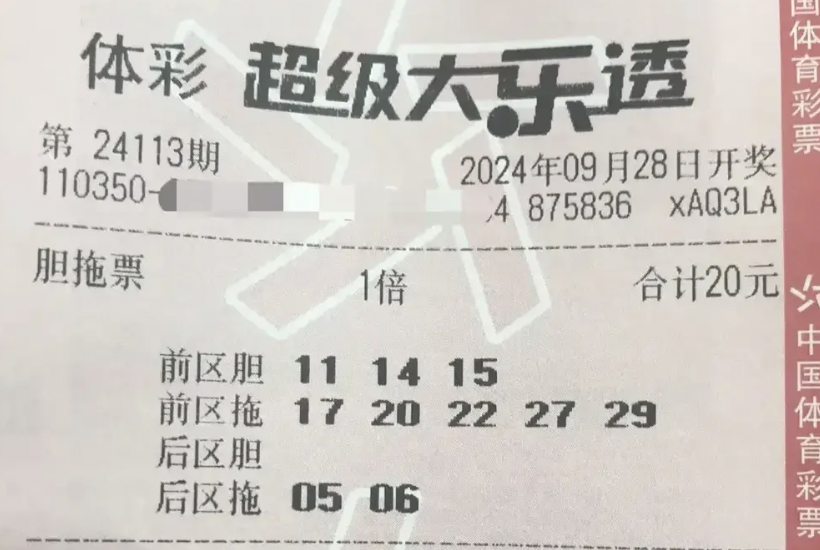 体彩 超级大乐透
第 24113期
2024年09月28日开奖
110350- 4 875836 xAQ3LA
胆拖票 1倍 合计20元
前区胆 11 14 15
前区拖 17 20 22 27 29
后区胆
后区拖 05 06
国体育彩票
中国体育彩票